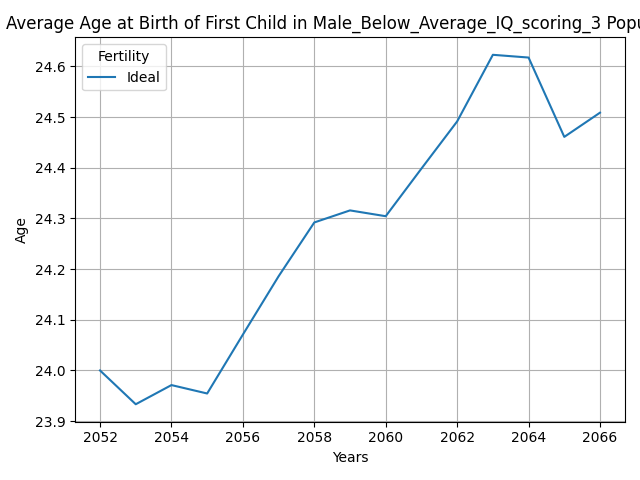 Average Age at Birth of First Child in Male_Below_Average_IQ_scoring_3 Popu
Fertility
Ideal
24.6
24.5
24.4
24.3
24.2
24.1
24.0
23.9
Age
2052 2054 2056 2058 2060 2062 2064 2066
Years